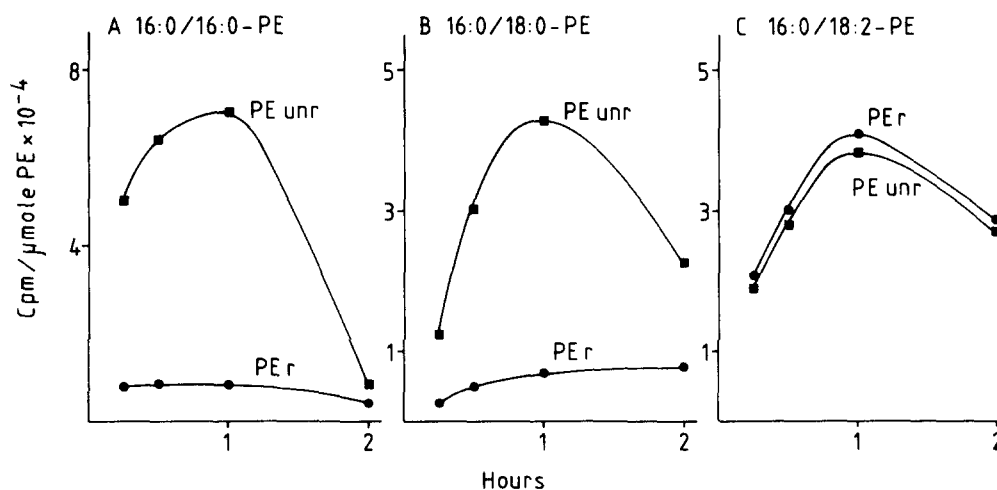 A 16:0/16:0-PE
B 16:0/18:0-PE
C 16:0/18:2-PE
Cpm/μmole PE × 10⁻⁴
8
4
PE unr
PE r
1
2
5
3
1
PE unr
PE r
1
2
5
3
1
PE r
PE unr
1
2
Hours